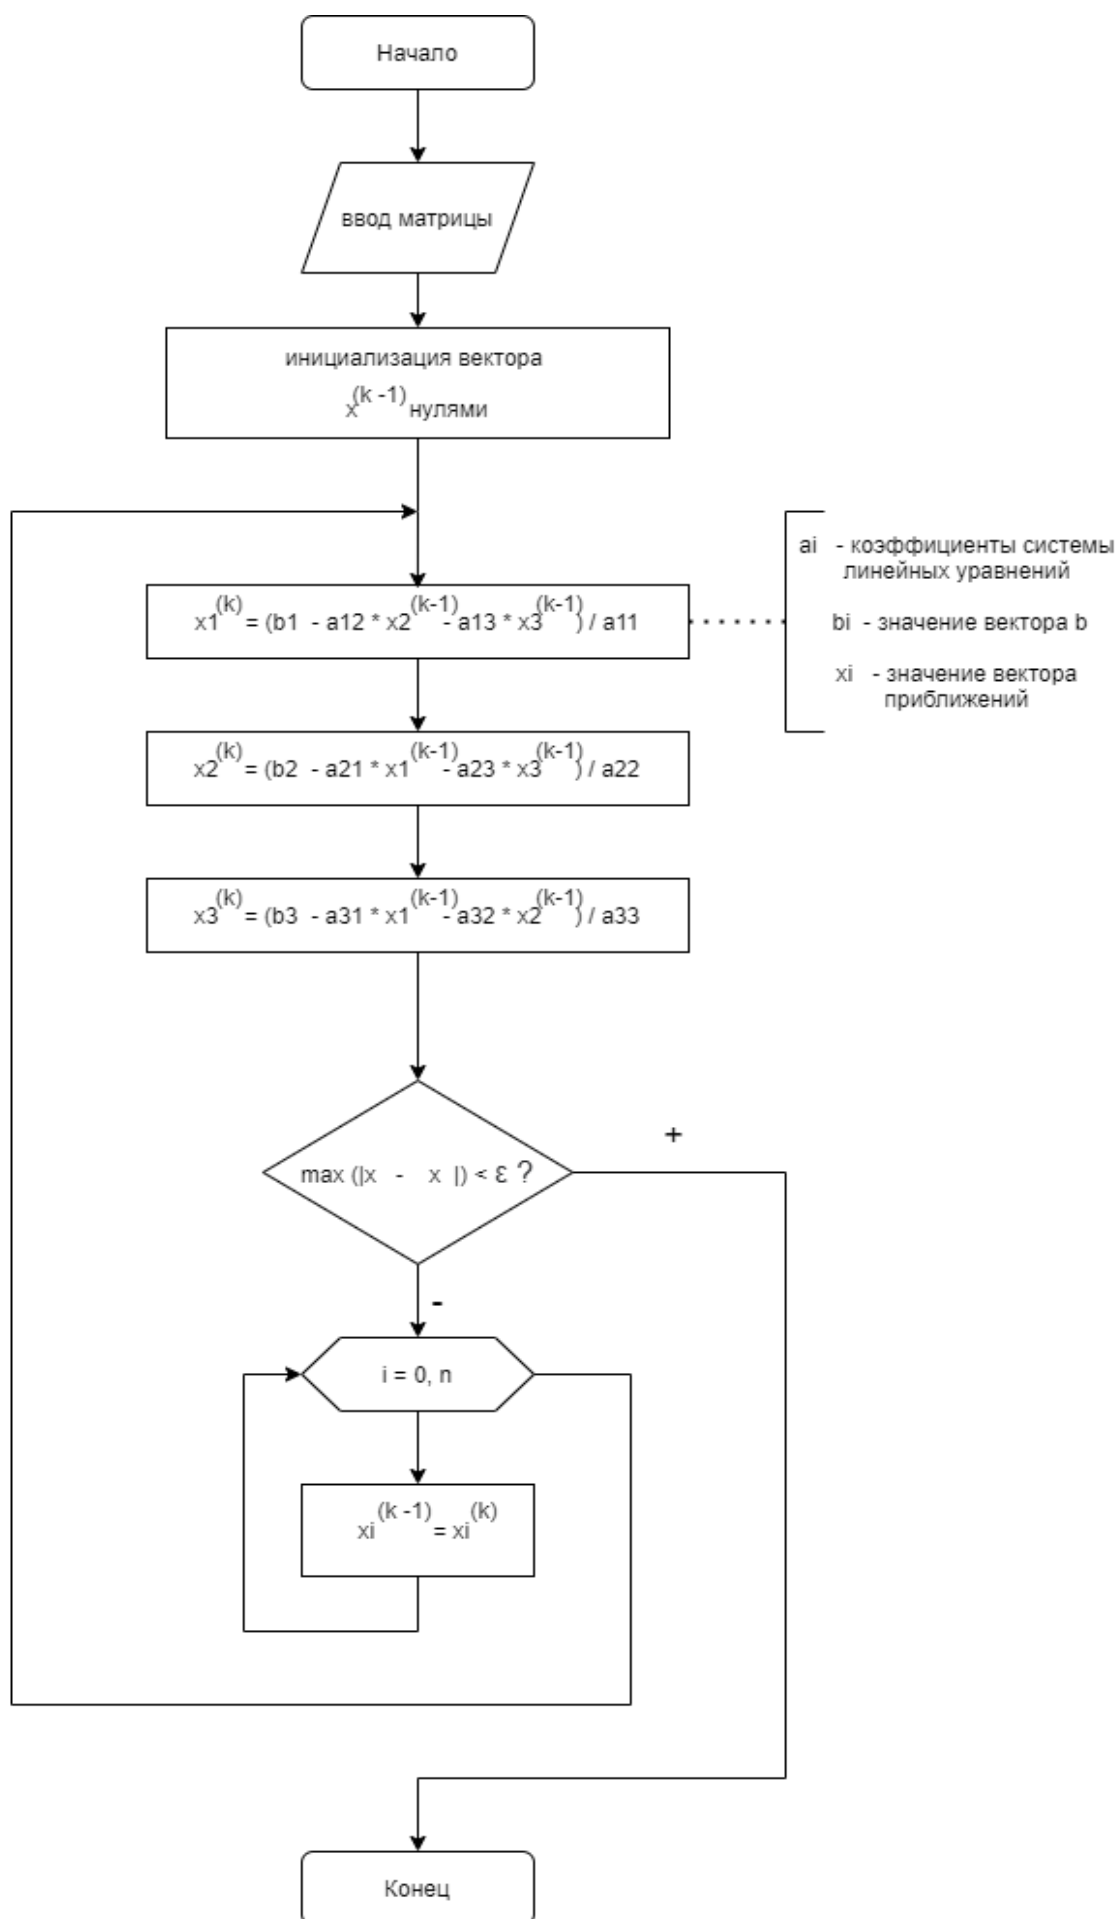 Начало
ввод матрицы
инициализация вектора
x^(k -1) нулями
x1^(k) = (b1 - a12 * x2^(k-1) - a13 * x3^(k-1)) / a11
ai - коэффициенты системы
линейных уравнений
bi - значение вектора b
xi - значение вектора
приближений
x2^(k) = (b2 - a21 * x1^(k-1) - a23 * x3^(k-1)) / a22
x3^(k) = (b3 - a31 * x1^(k-1) - a32 * x2^(k-1)) / a33
+
max (|x - x |) < ε ?
-
i = 0, n
xi^(k -1) = xi^(k)
Конец